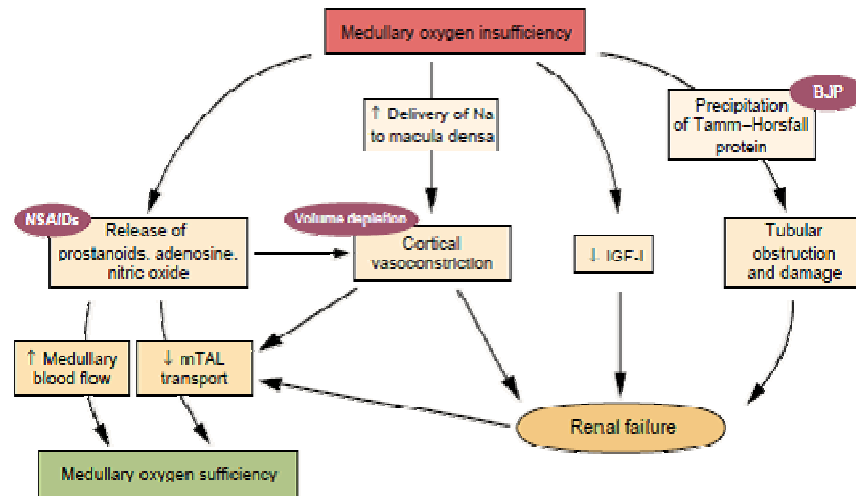 Medullary oxygen insufficiency
BJP
↑ Delivery of Na
to macula densa
Precipitation
of Tamm–Horsfall
protein
NSAIDs
Release of
prostanoids, adenosine,
nitric oxide
Volume depletion
Cortical
vasoconstriction
↓ IGF-I
Tubular
obstruction
and damage
↑ Medullary
blood flow
↓ mTAL
transport
Renal failure
Medullary oxygen sufficiency